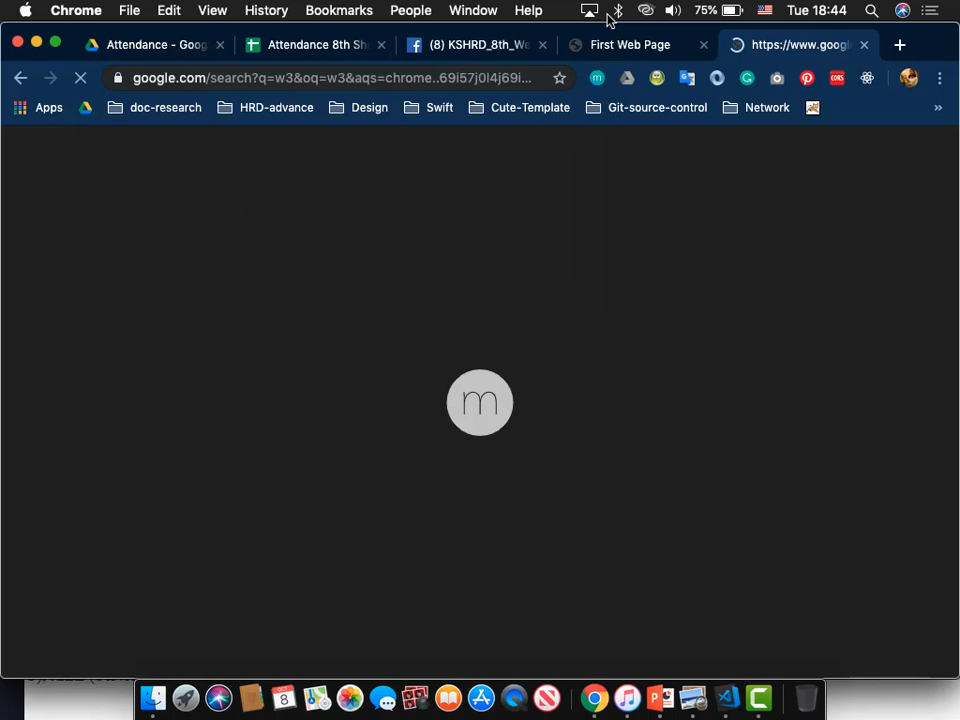 Chrome File Edit View History Bookmarks People Window Help 75% Tue 18:44
Attendance - Goog Attendance 8th Sho (8) KSHRD_8th_We First Web Page https://www.googl
google.com/search?q=w3&oq=w3&aqs=chrome..69i57j0l4j69i...
Apps doc-research HRD-advance Design Swift Cute-Template Git-source-control Network »
m
8